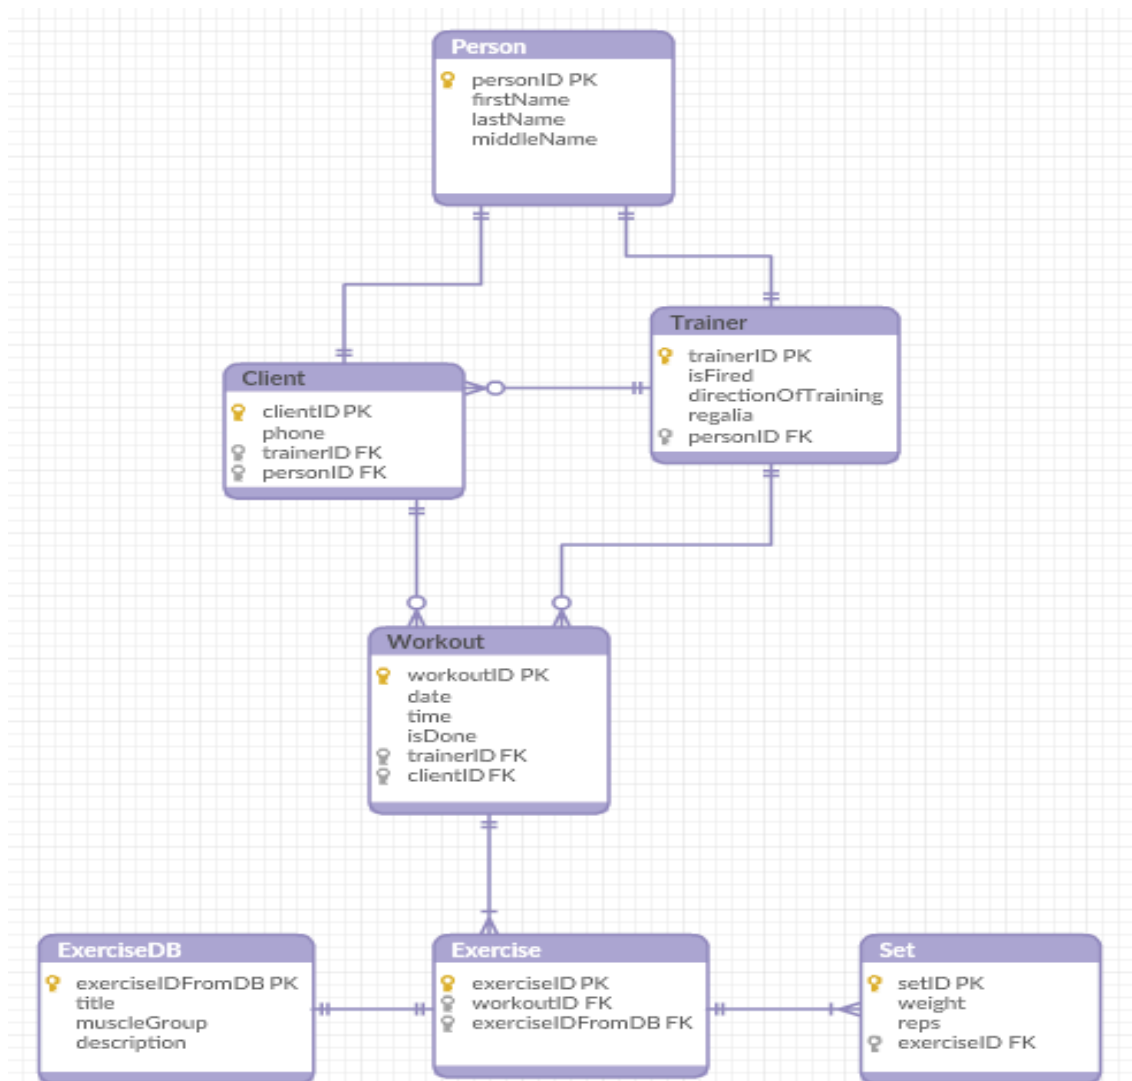 Person
personID PK
firstName
lastName
middleName
Trainer
trainerID PK
isFired
directionOfTraining
regalia
personID FK
Client
clientID PK
phone
trainerID FK
personID FK
Workout
workoutID PK
date
time
isDone
trainerID FK
clientID FK
ExerciseDB
exerciseIDFromDB PK
title
muscleGroup
description
Exercise
exerciseID PK
workoutID FK
exerciseIDFromDB FK
Set
setID PK
weight
reps
exerciseID FK